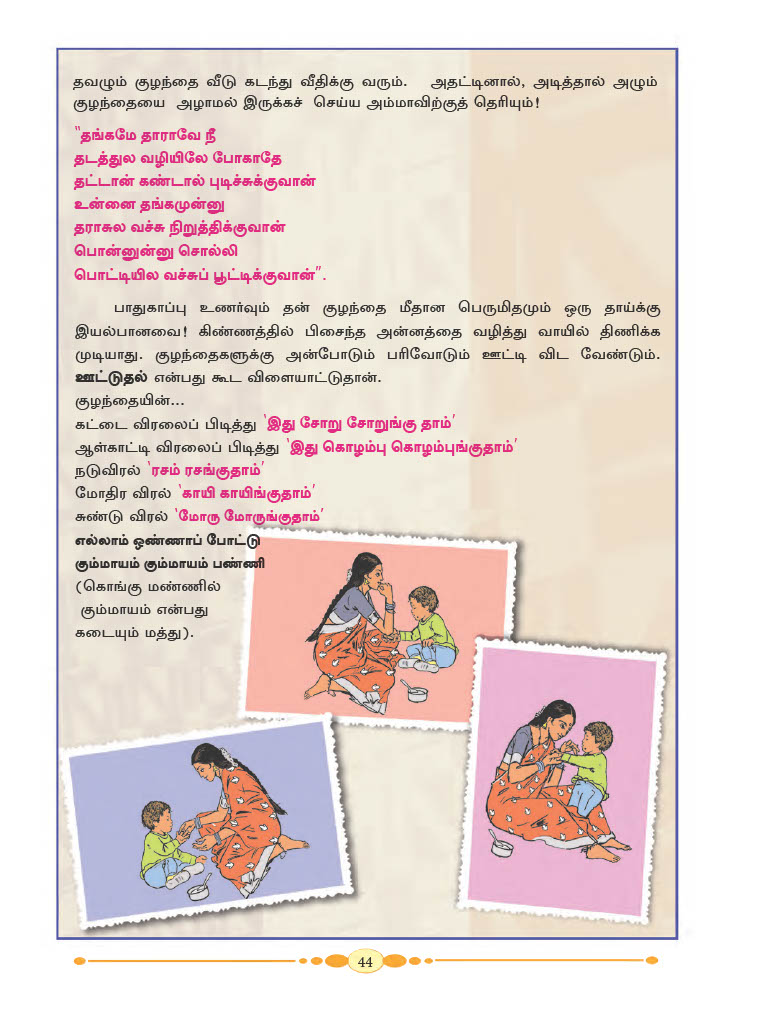 தவழும் குழந்தை வீடு கடந்து வீதிக்கு வரும். அதட்டினால், அடித்தால் அழும்
குழந்தையை அழாமல் இருக்கச் செய்ய அம்மாவிற்குத் தெரியும்!
"தங்கமே தாராவே நீ
தடத்துல வழியிலே போகாதே
தட்டான் கண்டால் புடிச்சுக்குவான்
உன்னை தங்கமுன்னு
தராசுல வச்சு நிறுத்திக்குவான்
பொன்னுன்னு சொல்லி
பொட்டியில வச்சுப் பூட்டிக்குவான்".
பாதுகாப்பு உணர்வும் தன் குழந்தை மீதான பெருமிதமும் ஒரு தாய்க்கு
இயல்பானவை! கிண்ணத்தில் பிசைந்த அன்னத்தை வழித்து வாயில் திணிக்க
முடியாது. குழந்தைகளுக்கு அன்போடும் பரிவோடும் ஊட்டி விட வேண்டும்.
ஊட்டுதல் என்பது கூட விளையாட்டுதான்.
குழந்தையின்...
கட்டை விரலைப் பிடித்து 'இது சோறு சோறுங்கு தாம்'
ஆள்காட்டி விரலைப் பிடித்து 'இது கொழம்பு கொழம்புங்குதாம்'
நடுவிரல் 'ரசம் ரசங்குதாம்'
மோதிர விரல் 'காயி காயிங்குதாம்'
சுண்டு விரல் 'மோரு மோருங்குதாம்'
எல்லாம் ஒண்ணாப் போட்டு
கும்மாயம் கும்மாயம் பண்ணி
(கொங்கு மண்ணில்
கும்மாயம் என்பது
கடையும் மத்து).
44